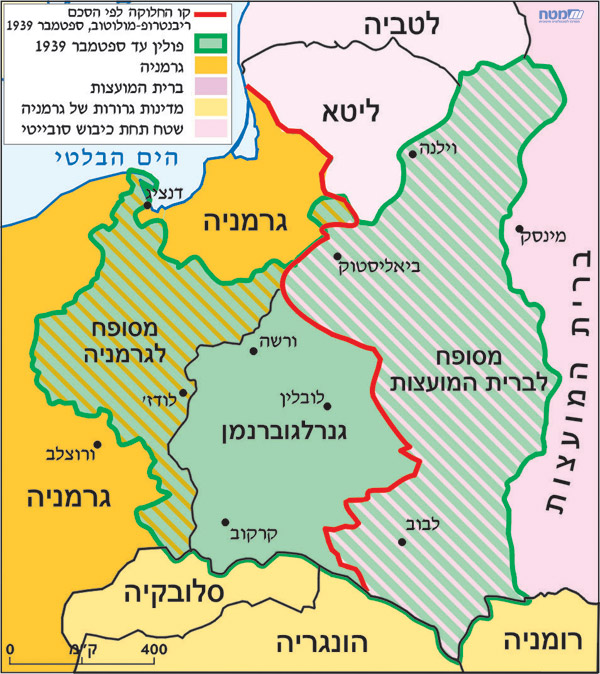 קו החלוקה לפי הסכם
ריבנטרופ-מולוטוב, ספטמבר 1939
פולין עד ספטמבר 1939
גרמניה
ברית המועצות
מדינות גרורות של גרמניה
שטח תחת כיבוש סובייטי
מטח
לטביה
ליטא
הים הבלטי
וילנה
דנציג
גרמניה
מינסק
ביאליסטוק
ברית המועצות
מסופח
לגרמניה
ורשה
מסופח
לברית המועצות
לודז'
לובלין
גנרלגוברנמן
ורוצלב
גרמניה
קרקוב
לבוב
סלובקיה
הונגריה
רומניה
0 ק"מ 400